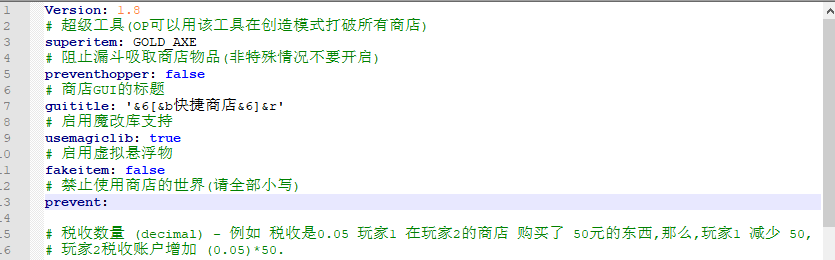 1 Version: 1.8
2 # 超级工具(OP可以用该工具在创造模式打破所有商店)
3 superitem: GOLD_AXE
4 # 阻止漏斗吸取商店物品(非特殊情况不要开启)
5 preventhopper: false
6 # 商店GUI的标题
7 guititle: '&6[&b快捷商店&6]&r'
8 # 启用魔改库支持
9 usemagiclib: true
10 # 启用虚拟悬浮物
11 fakeitem: false
12 # 禁止使用商店的世界(请全部小写)
13 prevent:
14
15 # 税收数量 (decimal) - 例如 税收是0.05 玩家1 在玩家2的商店 购买了 50元的东西,那么,玩家1 减少 50,
16 # 玩家2税收账户增加 (0.05)*50.